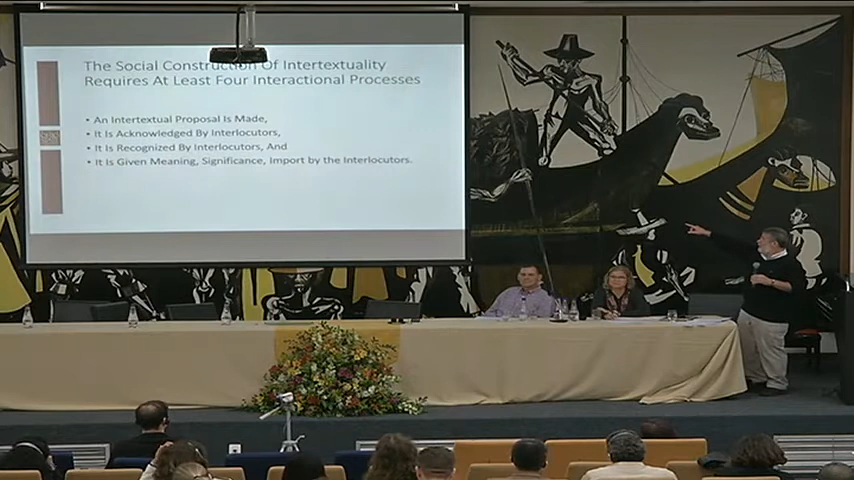 The Social Construction Of Intertextuality
Requires At Least Four Interactional Processes
• An Intertextual Proposal Is Made,
• It Is Acknowledged By Interlocutors,
• It Is Recognized By Interlocutors, And
• It Is Given Meaning, Significance, Import by the Interlocutors.